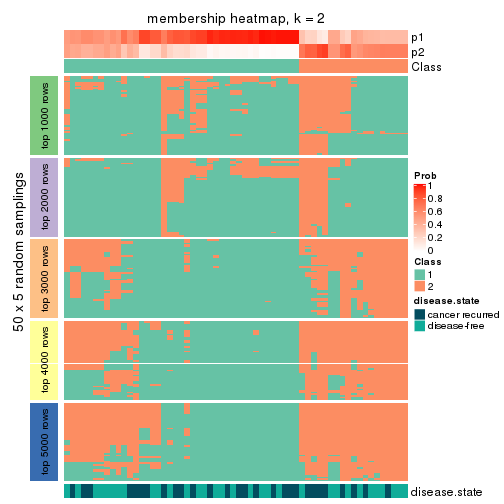 membership heatmap, k = 2
p1
p2
Class
50 x 5 random samplings
top 1000 rows
top 2000 rows
top 3000 rows
top 4000 rows
top 5000 rows
Prob
1
0.8
0.6
0.4
0.2
0
Class
1
2
disease.state
cancer recurred
disease-free
disease.state